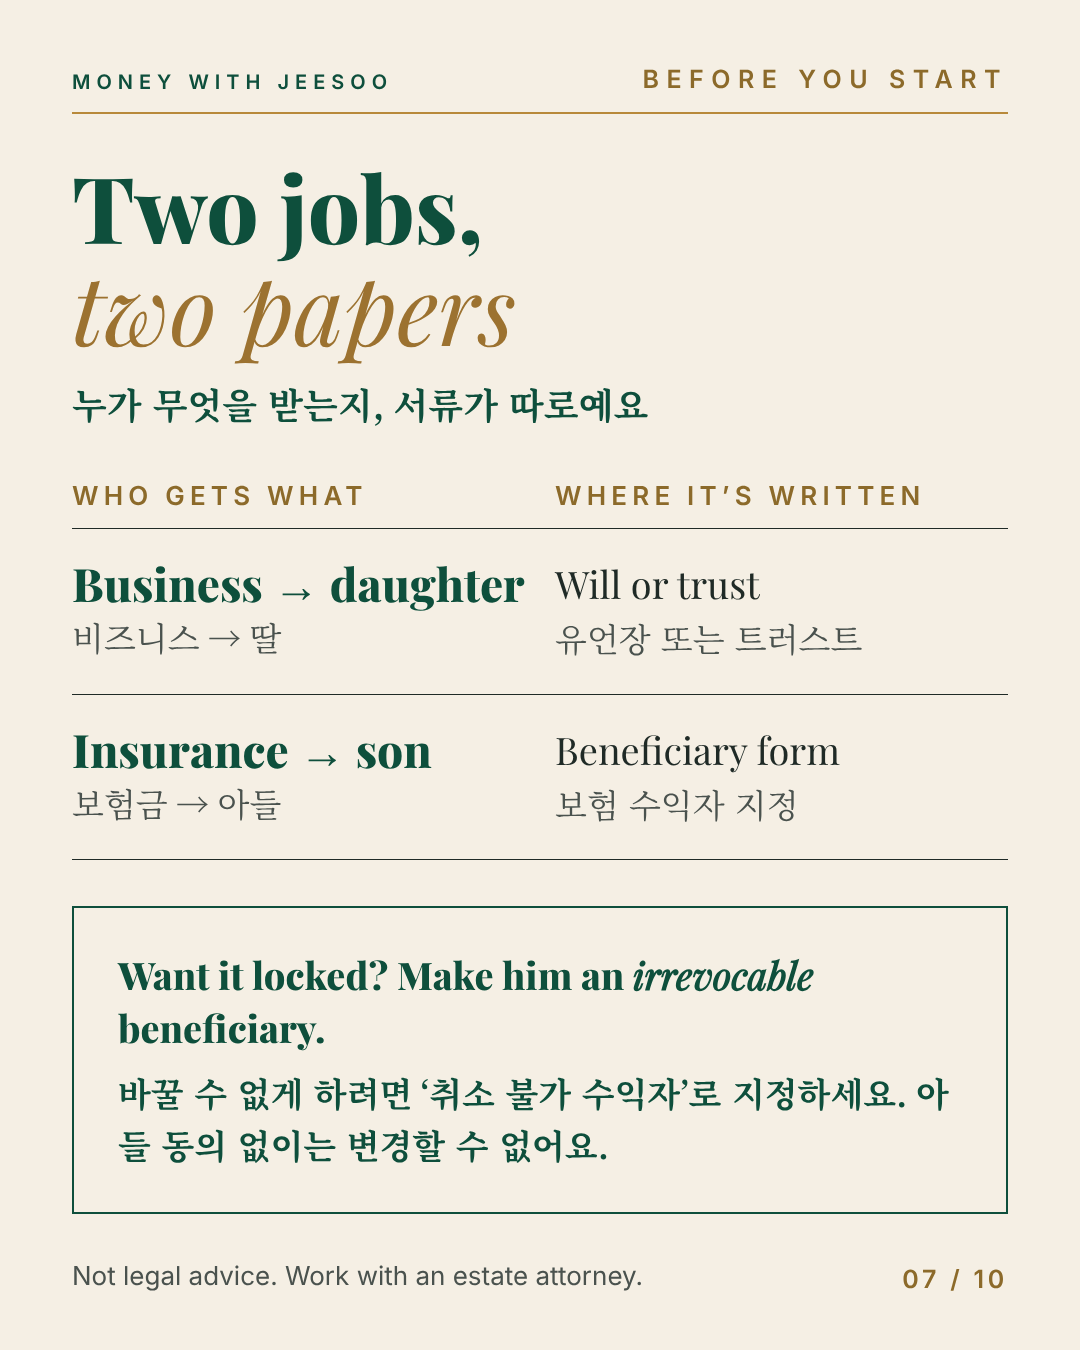 MONEY WITH JEESOO
BEFORE YOU START
Two jobs,
two papers
누가 무엇을 받는지, 서류가 따로예요
WHO GETS WHAT
WHERE IT’S WRITTEN
Business → daughter
Will or trust
비즈니스 → 딸
유언장 또는 트러스트
Insurance → son
Beneficiary form
보험금 → 아들
보험 수익자 지정
Want it locked? Make him an irrevocable
beneficiary.
바꿀 수 없게 하려면 ‘취소 불가 수익자’로 지정하세요. 아
들 동의 없이는 변경할 수 없어요.
Not legal advice. Work with an estate attorney.
07 / 10